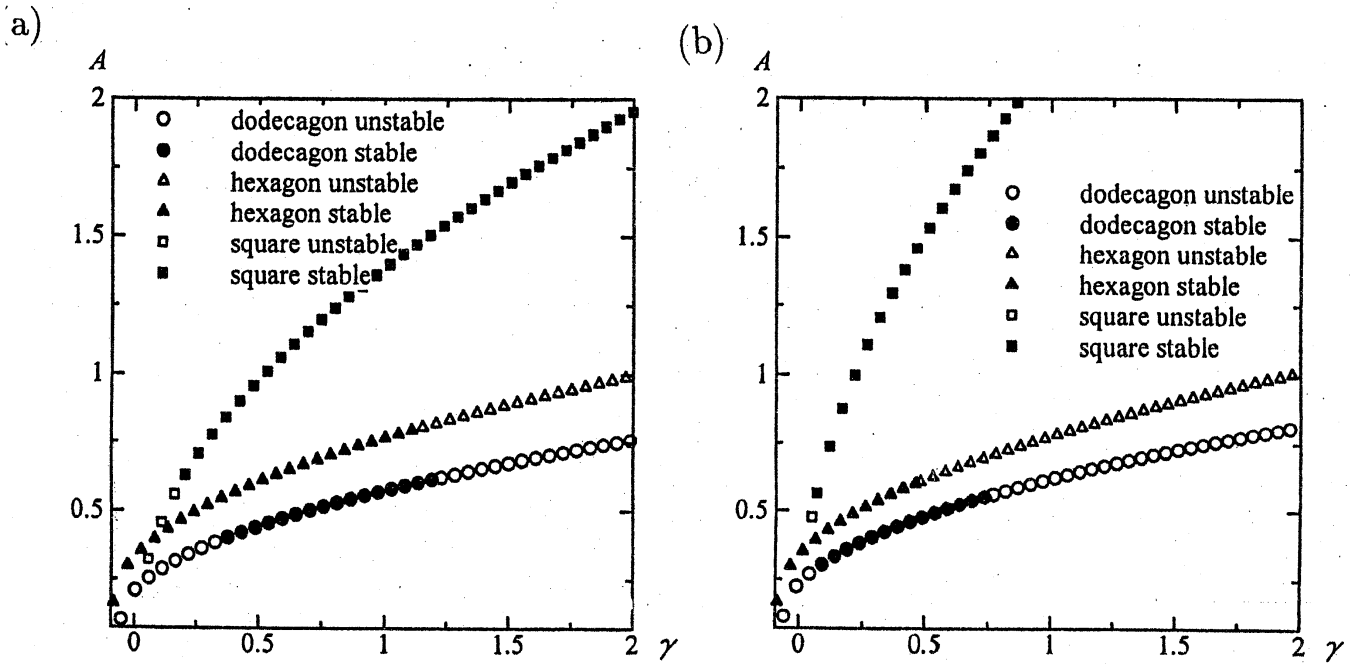 a)
A
2
1.5
1
0.5
dodecagon unstable
dodecagon stable
hexagon unstable
hexagon stable
square unstable
square stable
0
0.5
1
1.5
2
γ
(b)
A
2
1.5
1
0.5
dodecagon unstable
dodecagon stable
hexagon unstable
hexagon stable
square unstable
square stable
0
0.5
1
1.5
2
γ